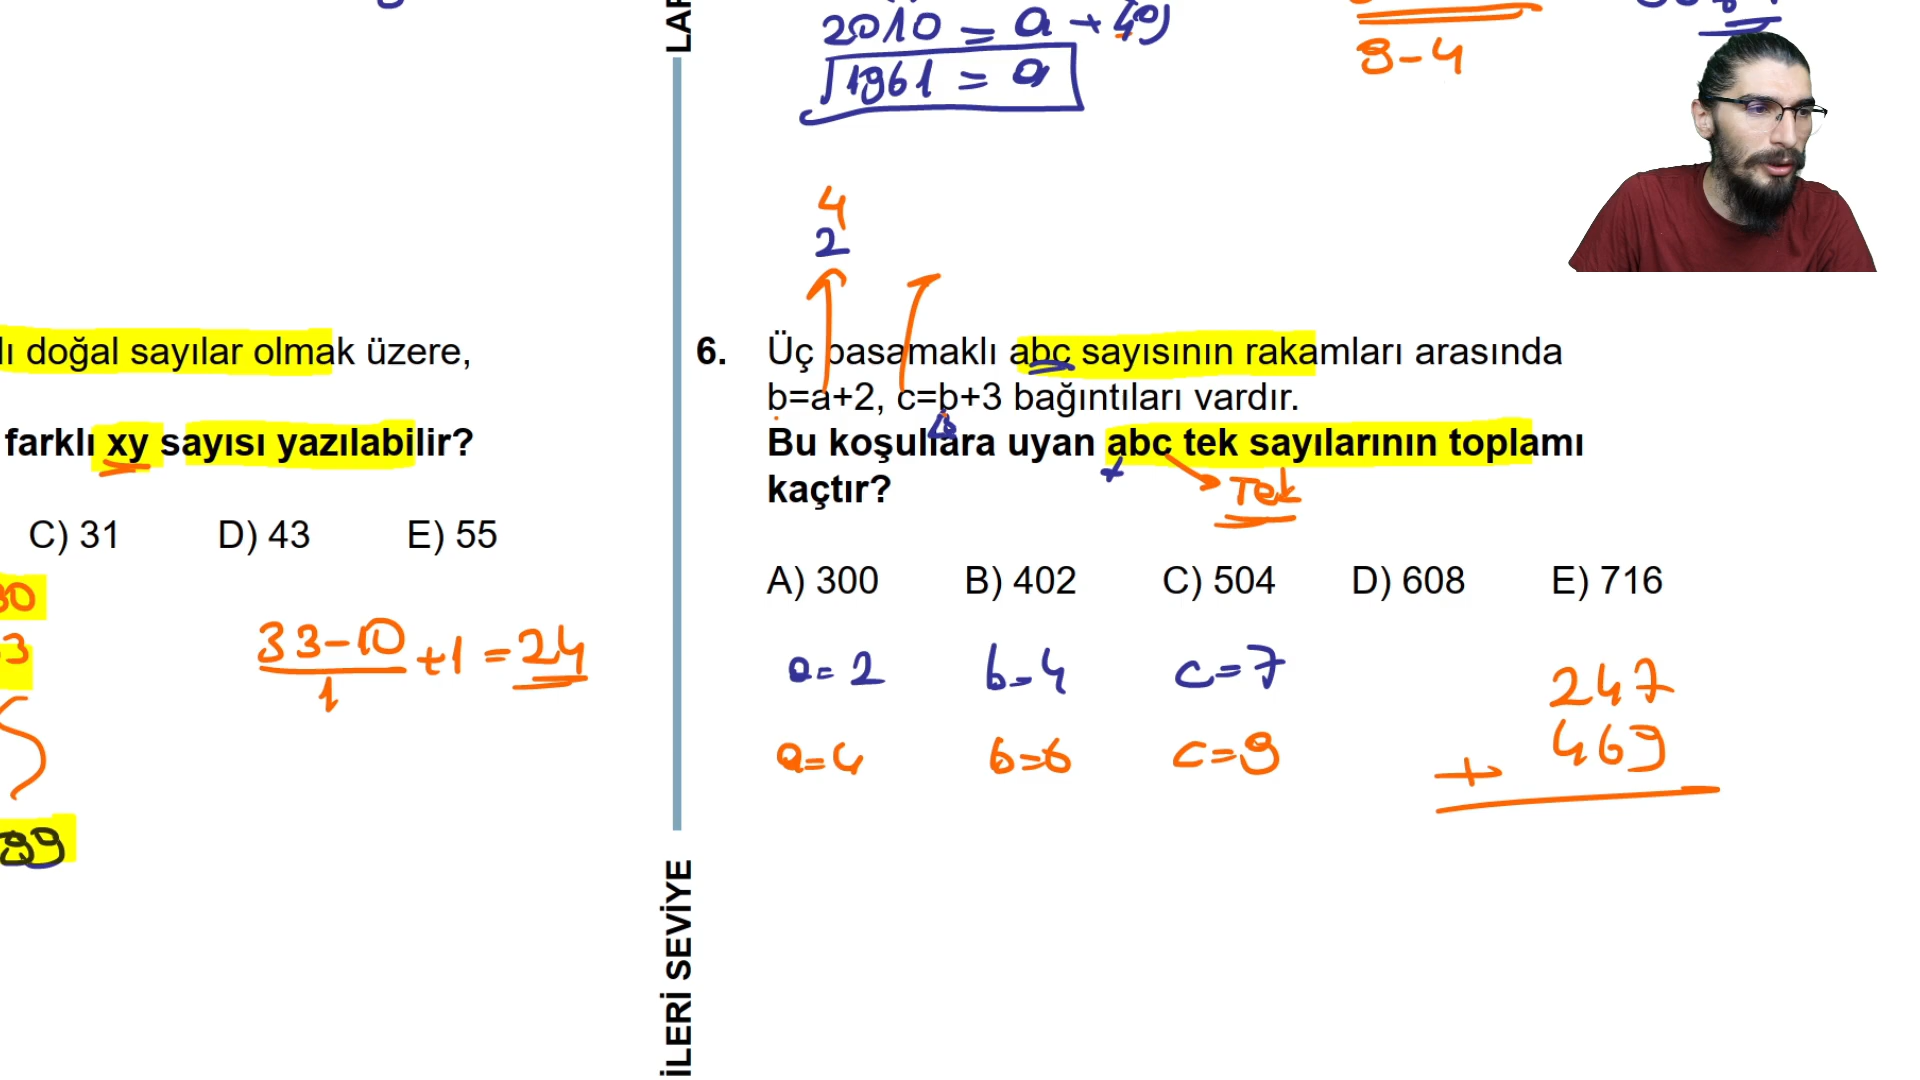 lı doğal sayılar olmak üzere,
farklı xy sayısı yazılabilir?
C) 31 D) 43 E) 55
33-10
1
+1 = 24
99
LAR
İLERİ SEVİYE
2010 = a + 49
1961 = a
9-4
4
2
6. Üç basamaklı abc sayısının rakamları arasında
b=a+2, c=b+3 bağıntıları vardır.
Bu koşullara uyan abc tek sayılarının toplamı
kaçtır?
Tek
A) 300 B) 402 C) 504 D) 608 E) 716
a=2 b=4 c=7
a=4 b=6 c=9
247
469
+